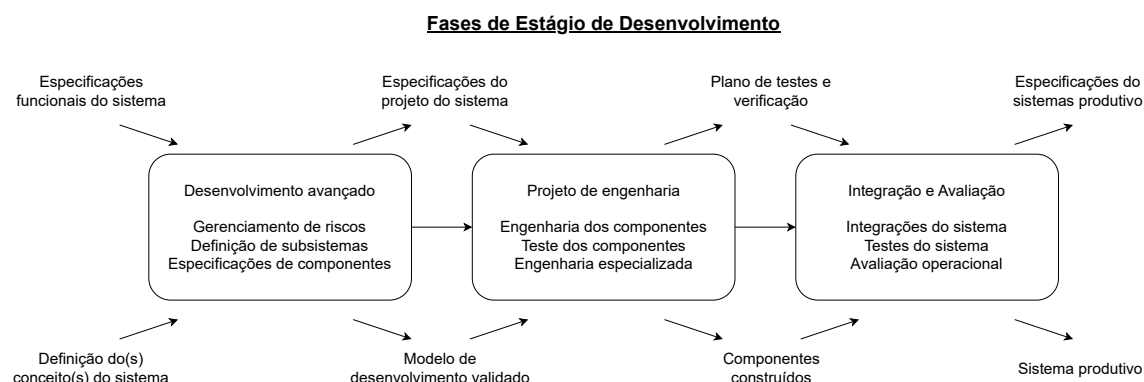 Fases de Estágio de Desenvolvimento
Especificações
funcionais do sistema
Especificações do
projeto do sistema
Plano de testes e
verificação
Especificações do
sistemas produtivo
Desenvolvimento avançado
Gerenciamento de riscos
Definição de subsistemas
Especificações de componentes
Projeto de engenharia
Engenharia dos componentes
Teste dos componentes
Engenharia especializada
Integração e Avaliação
Integrações do sistema
Testes do sistema
Avaliação operacional
Definição do(s)
conceito(s) do sistema
Modelo de
desenvolvimento validado
Componentes
construídos
Sistema produtivo